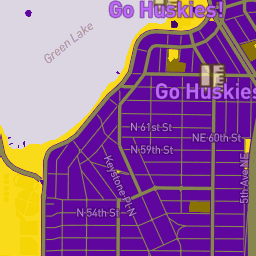 Go Huskies!
Green Lake
Go Huskies
N 61st St
NE 60th St
N 59th St
Keystone Pl N
5th Ave NE
N 54th St